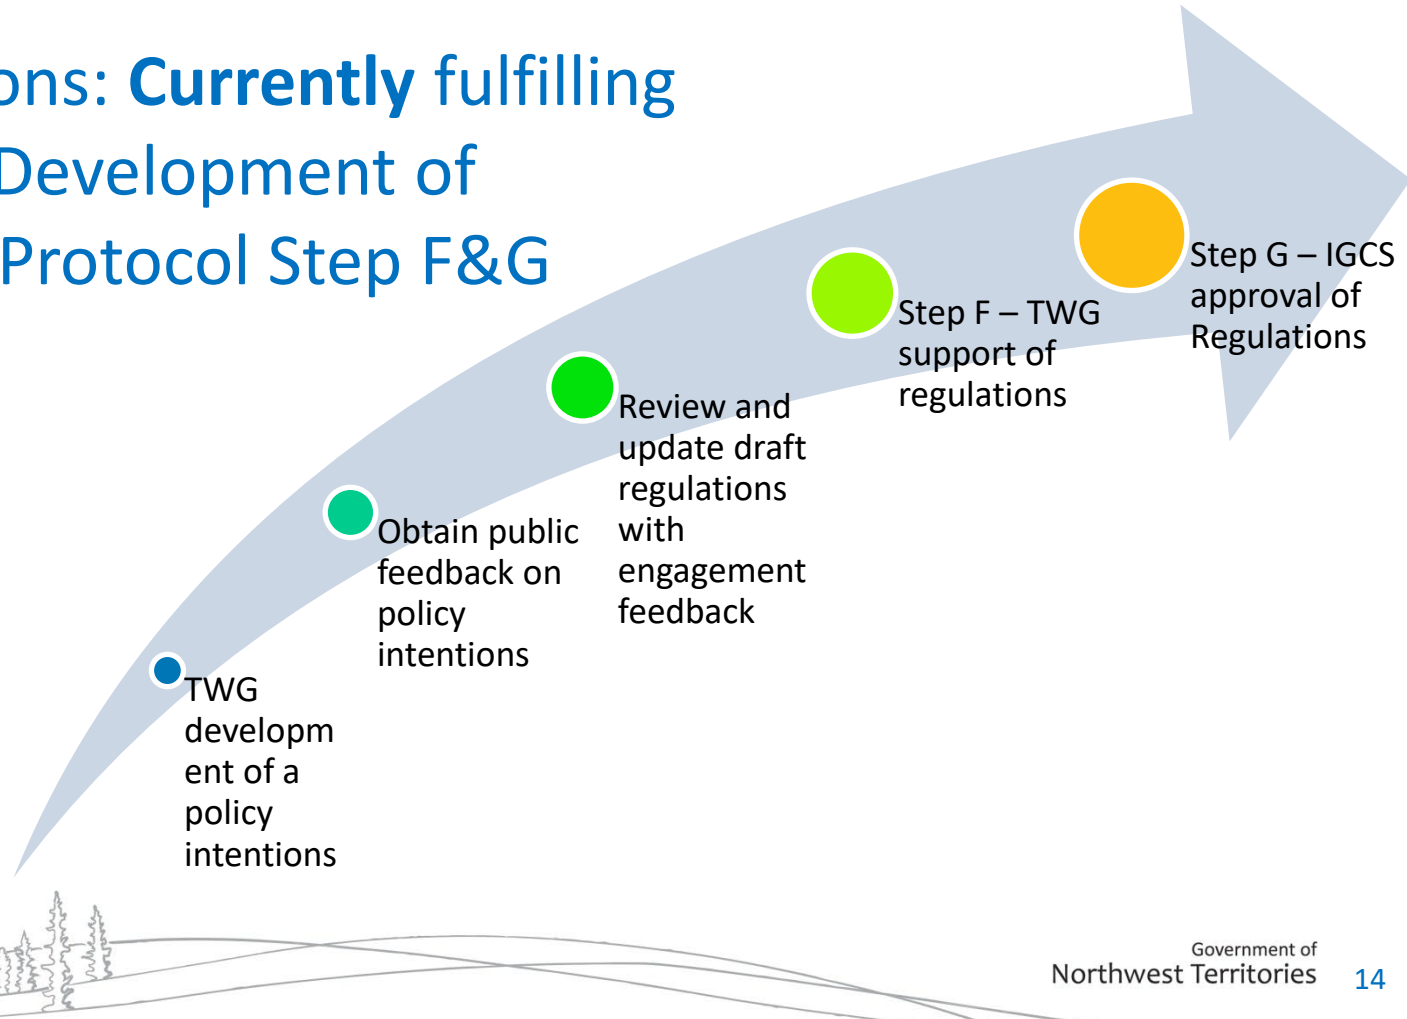 ons: Currently fulfilling
Development of
Protocol Step F&G
Step G – IGCS
approval of
Regulations
Step F – TWG
support of
regulations
Review and
update draft
regulations
with
engagement
feedback
Obtain public
feedback on
policy
intentions
TWG
developm
ent of a
policy
intentions
Government of
Northwest Territories
14